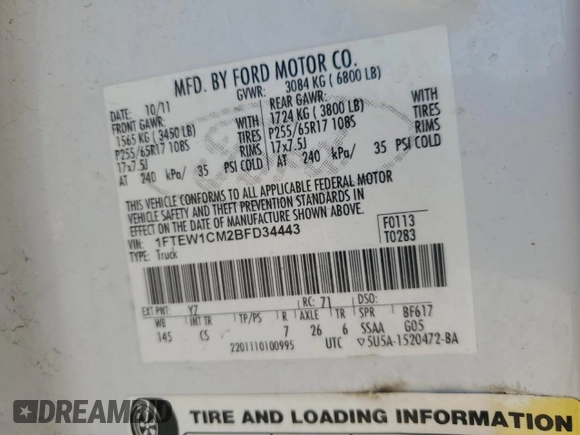 MFD. BY FORD MOTOR CO.
DATE: 10/11 GVWR: 3084 KG ( 6800 LB)
FRONT GAWR: REAR GAWR:
1565 KG ( 3450 LB) WITH 1724 KG ( 3800 LB) WITH
P255/65R17 108S TIRES P255/65R17 108S TIRES
17x7.5J RIMS 17x7.5J RIMS
AT 240 kPa/ 35 PSI COLD AT 240 kPa/ 35 PSI COLD
THIS VEHICLE CONFORMS TO ALL APPLICABLE FEDERAL MOTOR
VEHICLE SAFETY AND THEFT PREVENTION STANDARDS IN
EFFECT ON THE DATE OF MANUFACTURE SHOWN ABOVE.
VIN: 1FTEW1CM2BFD34443 F0113
TYPE: Truck T0283
EXT PNT: YZ RC: 71 DSO:
WB INT TR TP/PS R AXLE TR SPR BF617
145 CS 7 26 6 SSAA G05
2201110100995 UTC ▽5U5A-1520472-BA
TIRE AND LOADING INFORMATION
DREAM